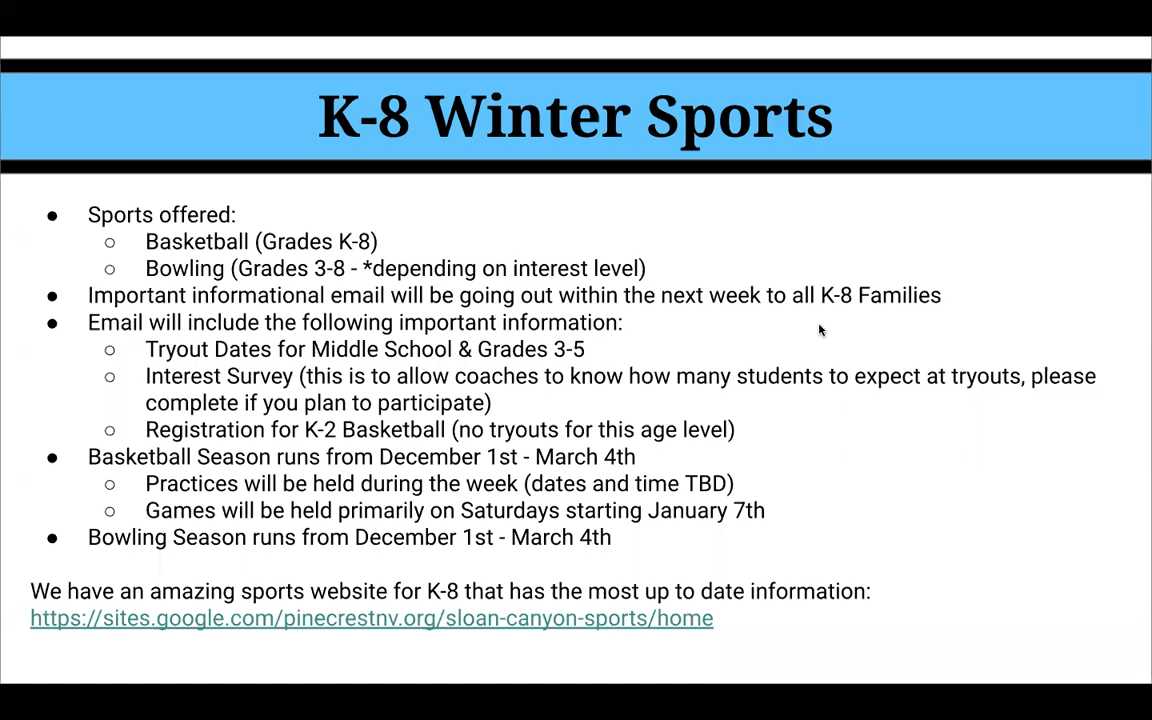 K-8 Winter Sports
● Sports offered:
○ Basketball (Grades K-8)
○ Bowling (Grades 3-8 - *depending on interest level)
● Important informational email will be going out within the next week to all K-8 Families
● Email will include the following important information:
○ Tryout Dates for Middle School & Grades 3-5
○ Interest Survey (this is to allow coaches to know how many students to expect at tryouts, please
complete if you plan to participate)
○ Registration for K-2 Basketball (no tryouts for this age level)
● Basketball Season runs from December 1st - March 4th
○ Practices will be held during the week (dates and time TBD)
○ Games will be held primarily on Saturdays starting January 7th
● Bowling Season runs from December 1st - March 4th
We have an amazing sports website for K-8 that has the most up to date information:
https://sites.google.com/pinecrestnv.org/sloan-canyon-sports/home